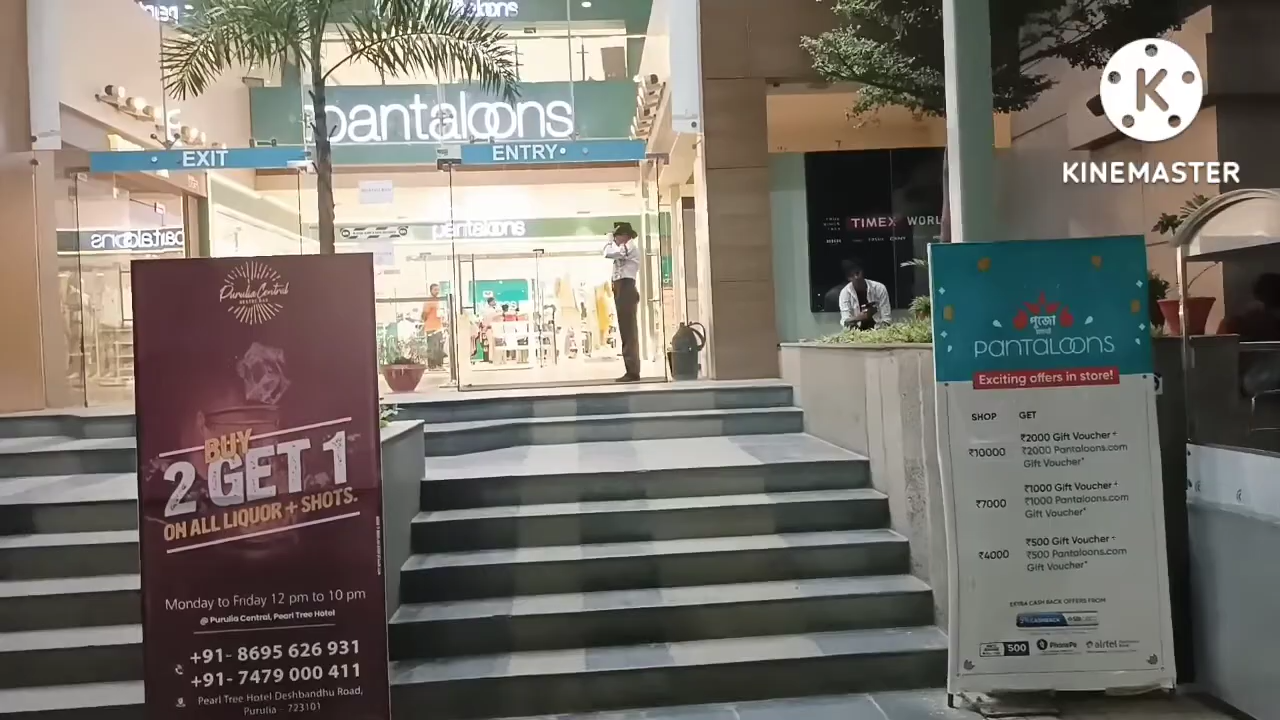 pantaloons
EXIT
ENTRY
pantaloons
pantaloons
TIMEX WORL
KINEMASTER
Purulia Central
BUY
2 GET 1
ON ALL LIQUOR + SHOTS.
Monday to Friday 12 pm to 10 pm
@ Purulia Central, Pearl Tree Hotel
+91- 8695 626 931
+91- 7479 000 411
Pearl Tree Hotel Deshbandhu Road,
Purulia - 723101
পুজো
PANTALOONS
Exciting offers in store!
SHOP GET
₹10000 ₹2000 Gift Voucher +
₹2000 Pantaloons.com
Gift Voucher*
₹7000 ₹1000 Gift Voucher +
₹1000 Pantaloons.com
Gift Voucher*
₹4000 ₹500 Gift Voucher +
₹500 Pantaloons.com
Gift Voucher*
EXTRA CASH BACK OFFERS FROM
CASHBACK
500 PhonePe airtel